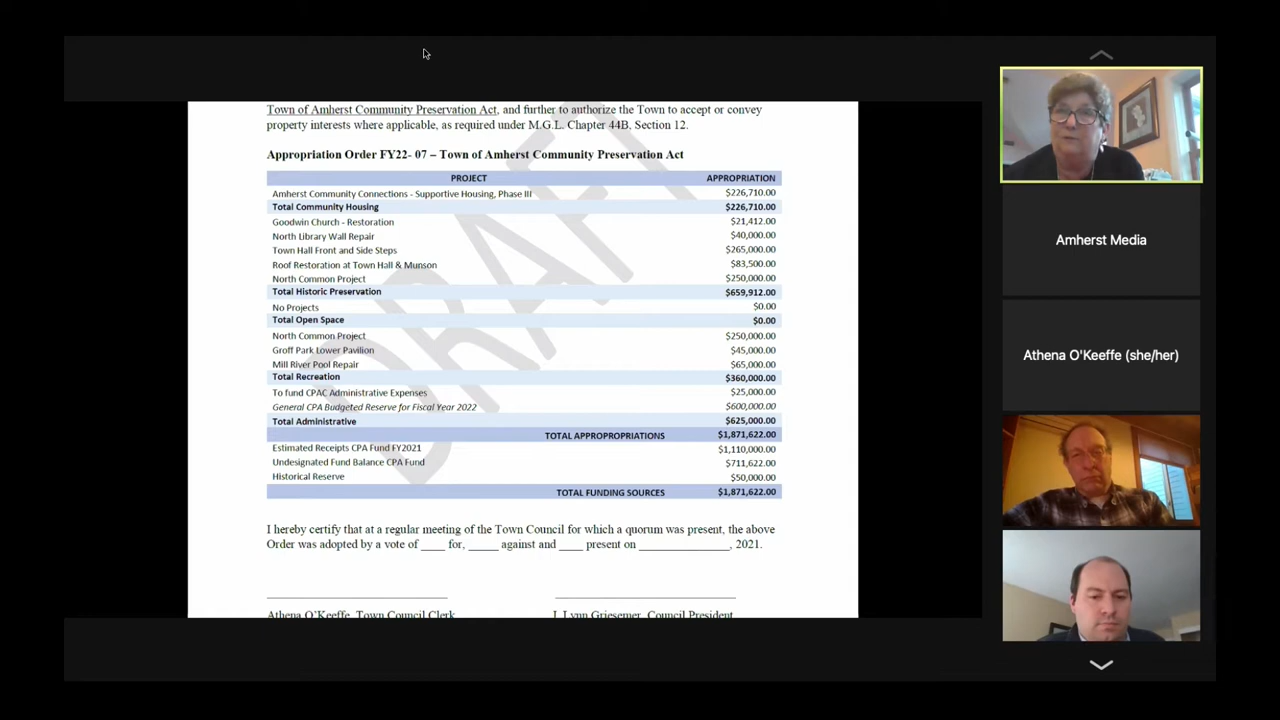 Town of Amherst Community Preservation Act, and further to authorize the Town to accept or convey
property interests where applicable, as required under M.G.L. Chapter 44B, Section 12.
Appropriation Order FY22- 07 – Town of Amherst Community Preservation Act
PROJECT APPROPRIATION
Amherst Community Connections - Supportive Housing, Phase III $226,710.00
Total Community Housing $226,710.00
Goodwin Church - Restoration $21,412.00
North Library Wall Repair $40,000.00
Town Hall Front and Side Steps $265,000.00
Roof Restoration at Town Hall & Munson $83,500.00
North Common Project $250,000.00
Total Historic Preservation $659,912.00
No Projects $0.00
Total Open Space $0.00
North Common Project $250,000.00
Groff Park Lower Pavilion $45,000.00
Mill River Pool Repair $65,000.00
Total Recreation $360,000.00
To fund CPAC Administrative Expenses $25,000.00
General CPA Budgeted Reserve for Fiscal Year 2022 $600,000.00
Total Administrative $625,000.00
TOTAL APPROPROPRIATIONS $1,871,622.00
Estimated Receipts CPA Fund FY2021 $1,110,000.00
Undesignated Fund Balance CPA Fund $711,622.00
Historical Reserve $50,000.00
TOTAL FUNDING SOURCES $1,871,622.00
I hereby certify that at a regular meeting of the Town Council for which a quorum was present, the above
Order was adopted by a vote of ____ for, _____ against and ____ present on _______________, 2021.
Athena O'Keeffe, Town Council Clerk
Lynn Griesemer, Council President
DRAFT
Amherst Media
Athena O'Keeffe (she/her)